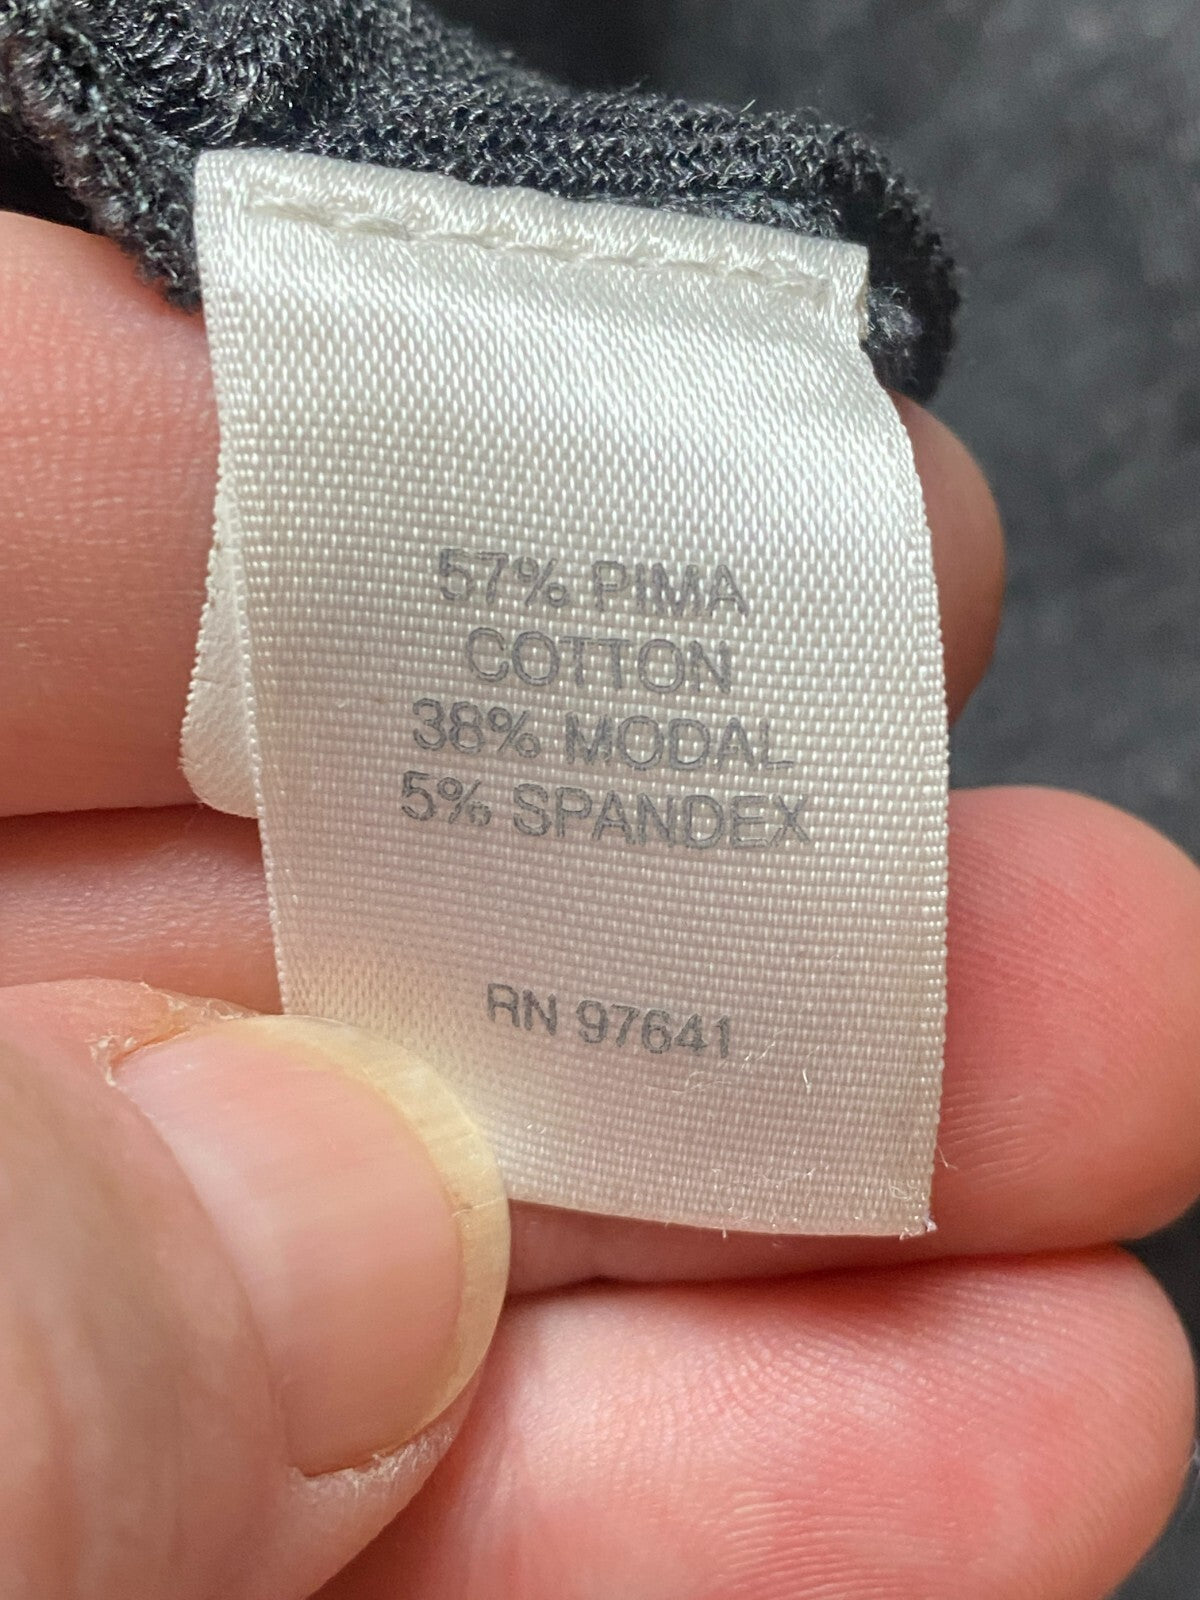 57% PIMA
COTTON
38% MODAL
5% SPANDEX
RN 97641